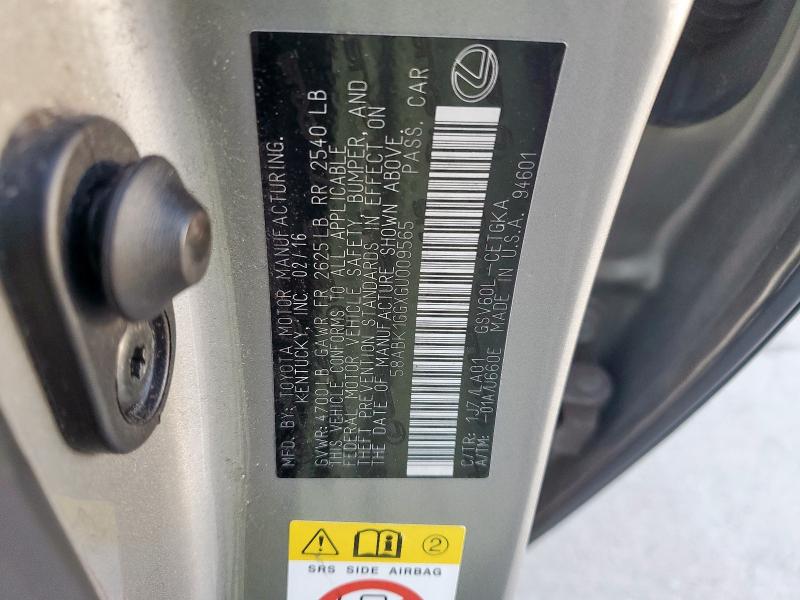 MFD. BY: TOYOTA MOTOR MANUFACTURING.
KENTUCKY, INC. 02/16
GVWR: 4700 LB GAWR FR 2625 LB RR 2540 LB
THIS VEHICLE CONFORMS TO ALL APPLICABLE
FEDERAL MOTOR VEHICLE SAFETY, BUMPER, AND
THEFT PREVENTION STANDARDS IN EFFECT ON
THE DATE OF MANUFACTURE SHOWN ABOVE.
58ABK1GGXGU009565 PASS. CAR
C/TR: 1J7/LA01 GSV60L-CETGKA
A/TM: -01A/U660E MADE IN U.S.A. 94601
2
SRS SIDE AIRBAG